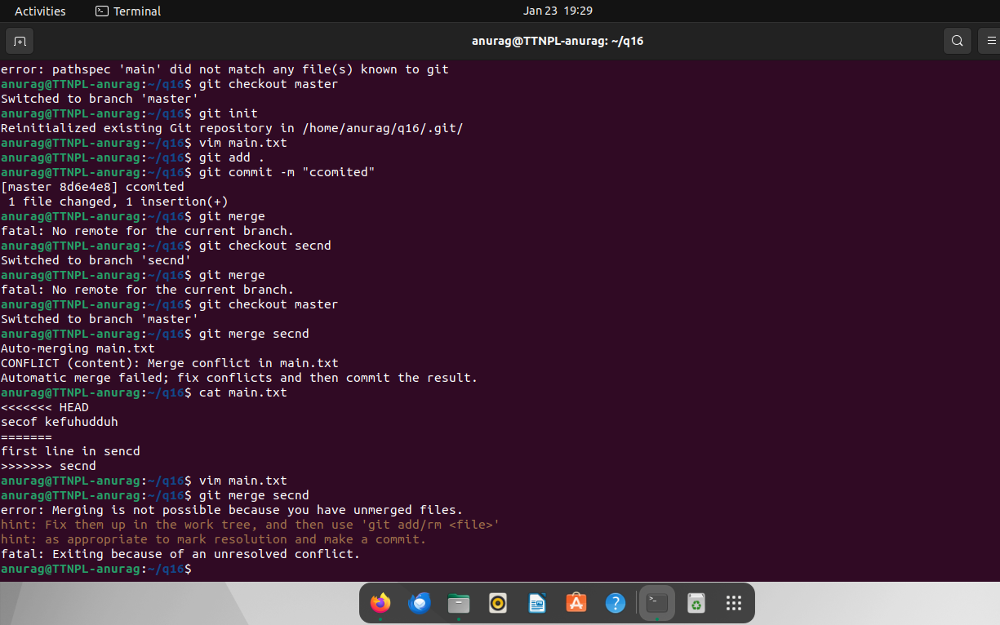 Activities
Terminal
Jan 23 19:29
anurag@TTNPL-anurag: ~/q16
error: pathspec 'main' did not match any file(s) known to git
anurag@TTNPL-anurag:~/q16$ git checkout master
Switched to branch 'master'
anurag@TTNPL-anurag:~/q16$ git init
Reinitialized existing Git repository in /home/anurag/q16/.git/
anurag@TTNPL-anurag:~/q16$ vim main.txt
anurag@TTNPL-anurag:~/q16$ git add .
anurag@TTNPL-anurag:~/q16$ git commit -m "ccomited"
[master 8d6e4e8] ccomited
 1 file changed, 1 insertion(+)
anurag@TTNPL-anurag:~/q16$ git merge
fatal: No remote for the current branch.
anurag@TTNPL-anurag:~/q16$ git checkout secnd
Switched to branch 'secnd'
anurag@TTNPL-anurag:~/q16$ git merge
fatal: No remote for the current branch.
anurag@TTNPL-anurag:~/q16$ git checkout master
Switched to branch 'master'
anurag@TTNPL-anurag:~/q16$ git merge secnd
Auto-merging main.txt
CONFLICT (content): Merge conflict in main.txt
Automatic merge failed; fix conflicts and then commit the result.
anurag@TTNPL-anurag:~/q16$ cat main.txt
<<<<<<< HEAD
secof kefuhudduh
=======
first line in sencd
>>>>>>> secnd
anurag@TTNPL-anurag:~/q16$ vim main.txt
anurag@TTNPL-anurag:~/q16$ git merge secnd
error: Merging is not possible because you have unmerged files.
hint: Fix them up in the work tree, and then use 'git add/rm <file>'
hint: as appropriate to mark resolution and make a commit.
fatal: Exiting because of an unresolved conflict.
anurag@TTNPL-anurag:~/q16$